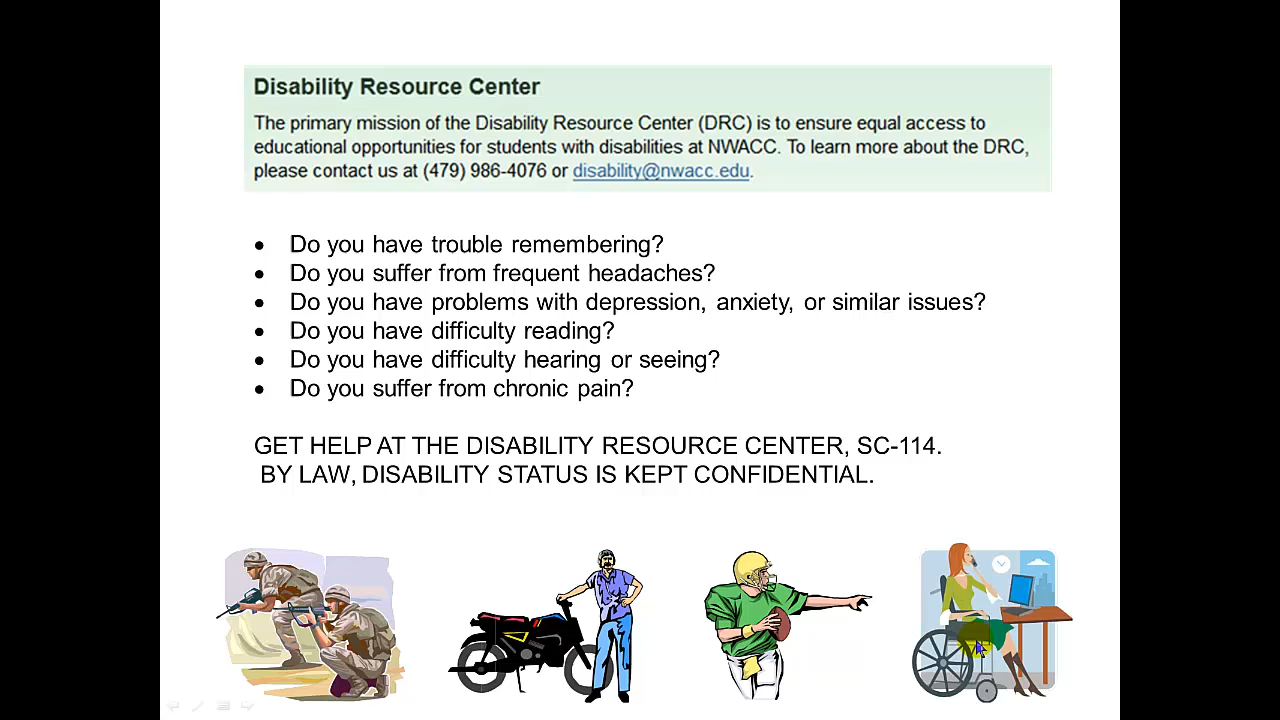 Disability Resource Center
The primary mission of the Disability Resource Center (DRC) is to ensure equal access to
educational opportunities for students with disabilities at NWACC. To learn more about the DRC,
please contact us at (479) 986-4076 or disability@nwacc.edu.
• Do you have trouble remembering?
• Do you suffer from frequent headaches?
• Do you have problems with depression, anxiety, or similar issues?
• Do you have difficulty reading?
• Do you have difficulty hearing or seeing?
• Do you suffer from chronic pain?
GET HELP AT THE DISABILITY RESOURCE CENTER, SC-114.
BY LAW, DISABILITY STATUS IS KEPT CONFIDENTIAL.